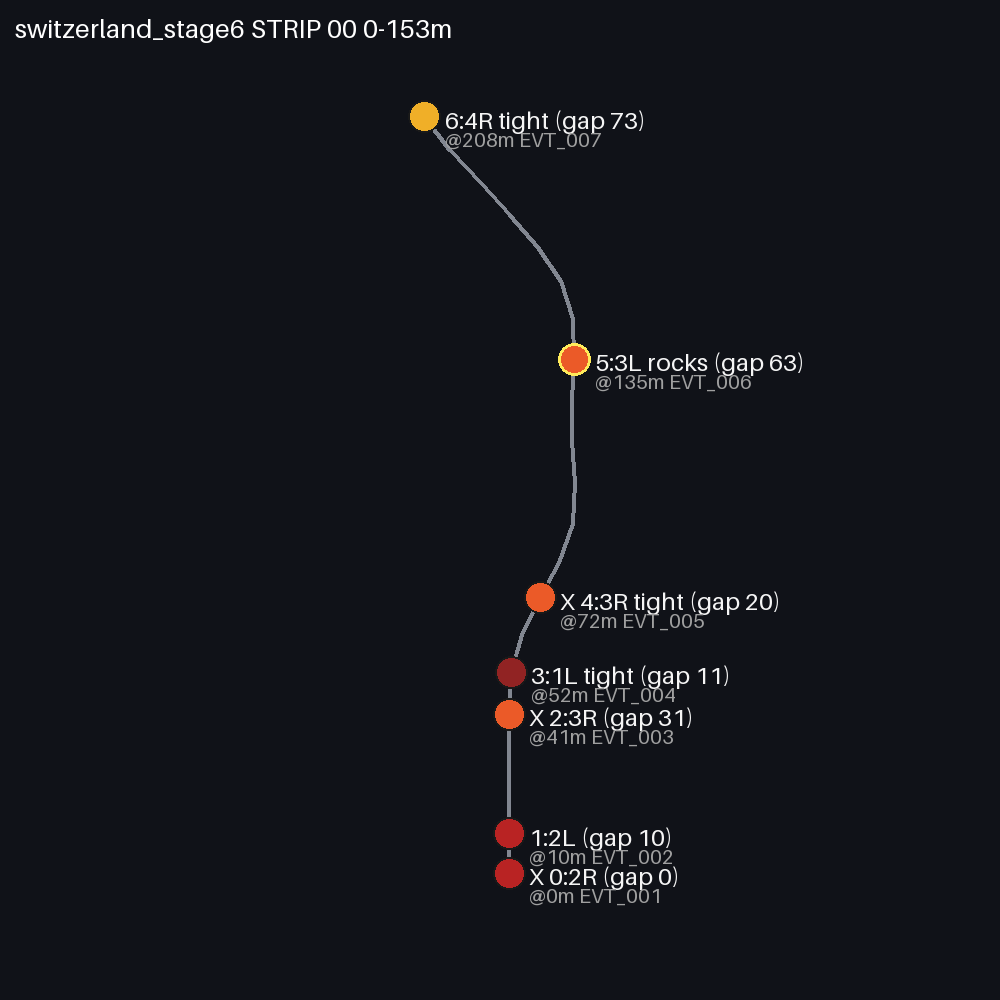 switzerland_stage6 STRIP 00 0-153m
6:4R tight (gap 73)
@208m EVT_007
5:3L rocks (gap 63)
@135m EVT_006
X 4:3R tight (gap 20)
@72m EVT_005
3:1L tight (gap 11)
@52m EVT_004
X 2:3R (gap 31)
@41m EVT_003
1:2L (gap 10)
@10m EVT_002
X 0:2R (gap 0)
@0m EVT_001